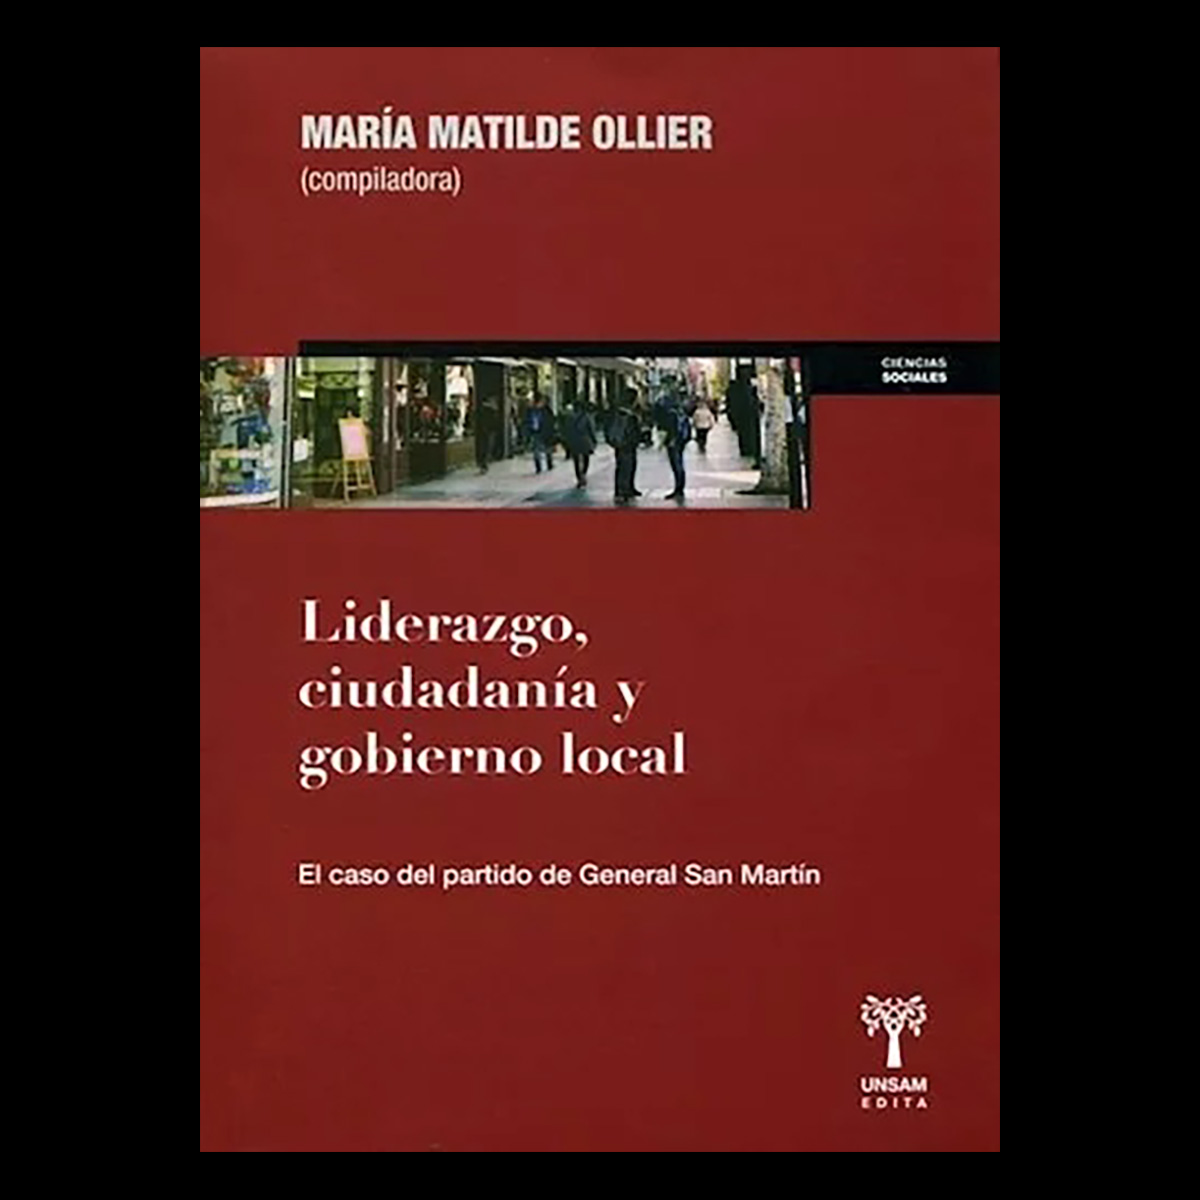 MARÍA MATILDE OLLIER
(compiladora)
CIENCIAS
SOCIALES
Liderazgo,
ciudadanía y
gobierno local
El caso del partido de General San Martín
UNSAM
EDITA